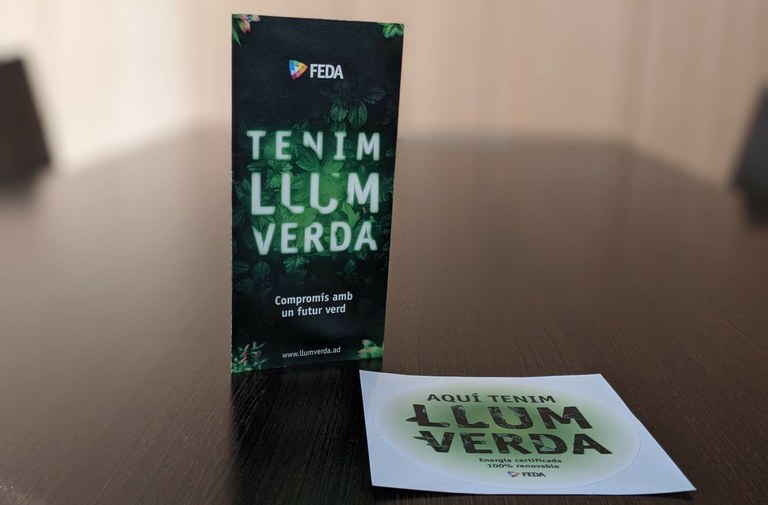 FEDA
TENIM
LLUM
VERDA
Compromís amb
un futur verd
www.llumverda.ad
AQUÍ TENIM
LLUM
VERDA
Energia certificada
100% renovable
FEDA